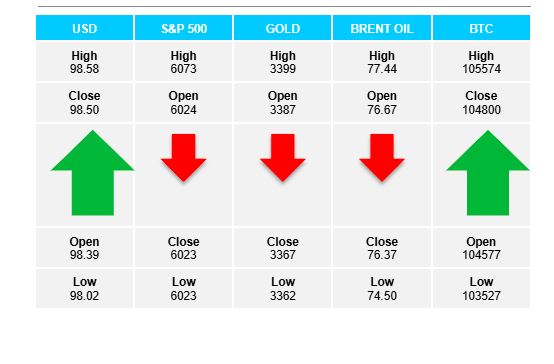 USD S&P 500 GOLD BRENT OIL BTC
High High High High High
98.58 6073 3399 77.44 105574
Close Open Open Open Close
98.50 6024 3387 76.67 104800
Open Close Close Close Open
98.39 6023 3367 76.37 104577
Low Low Low Low Low
98.02 6023 3362 74.50 103527